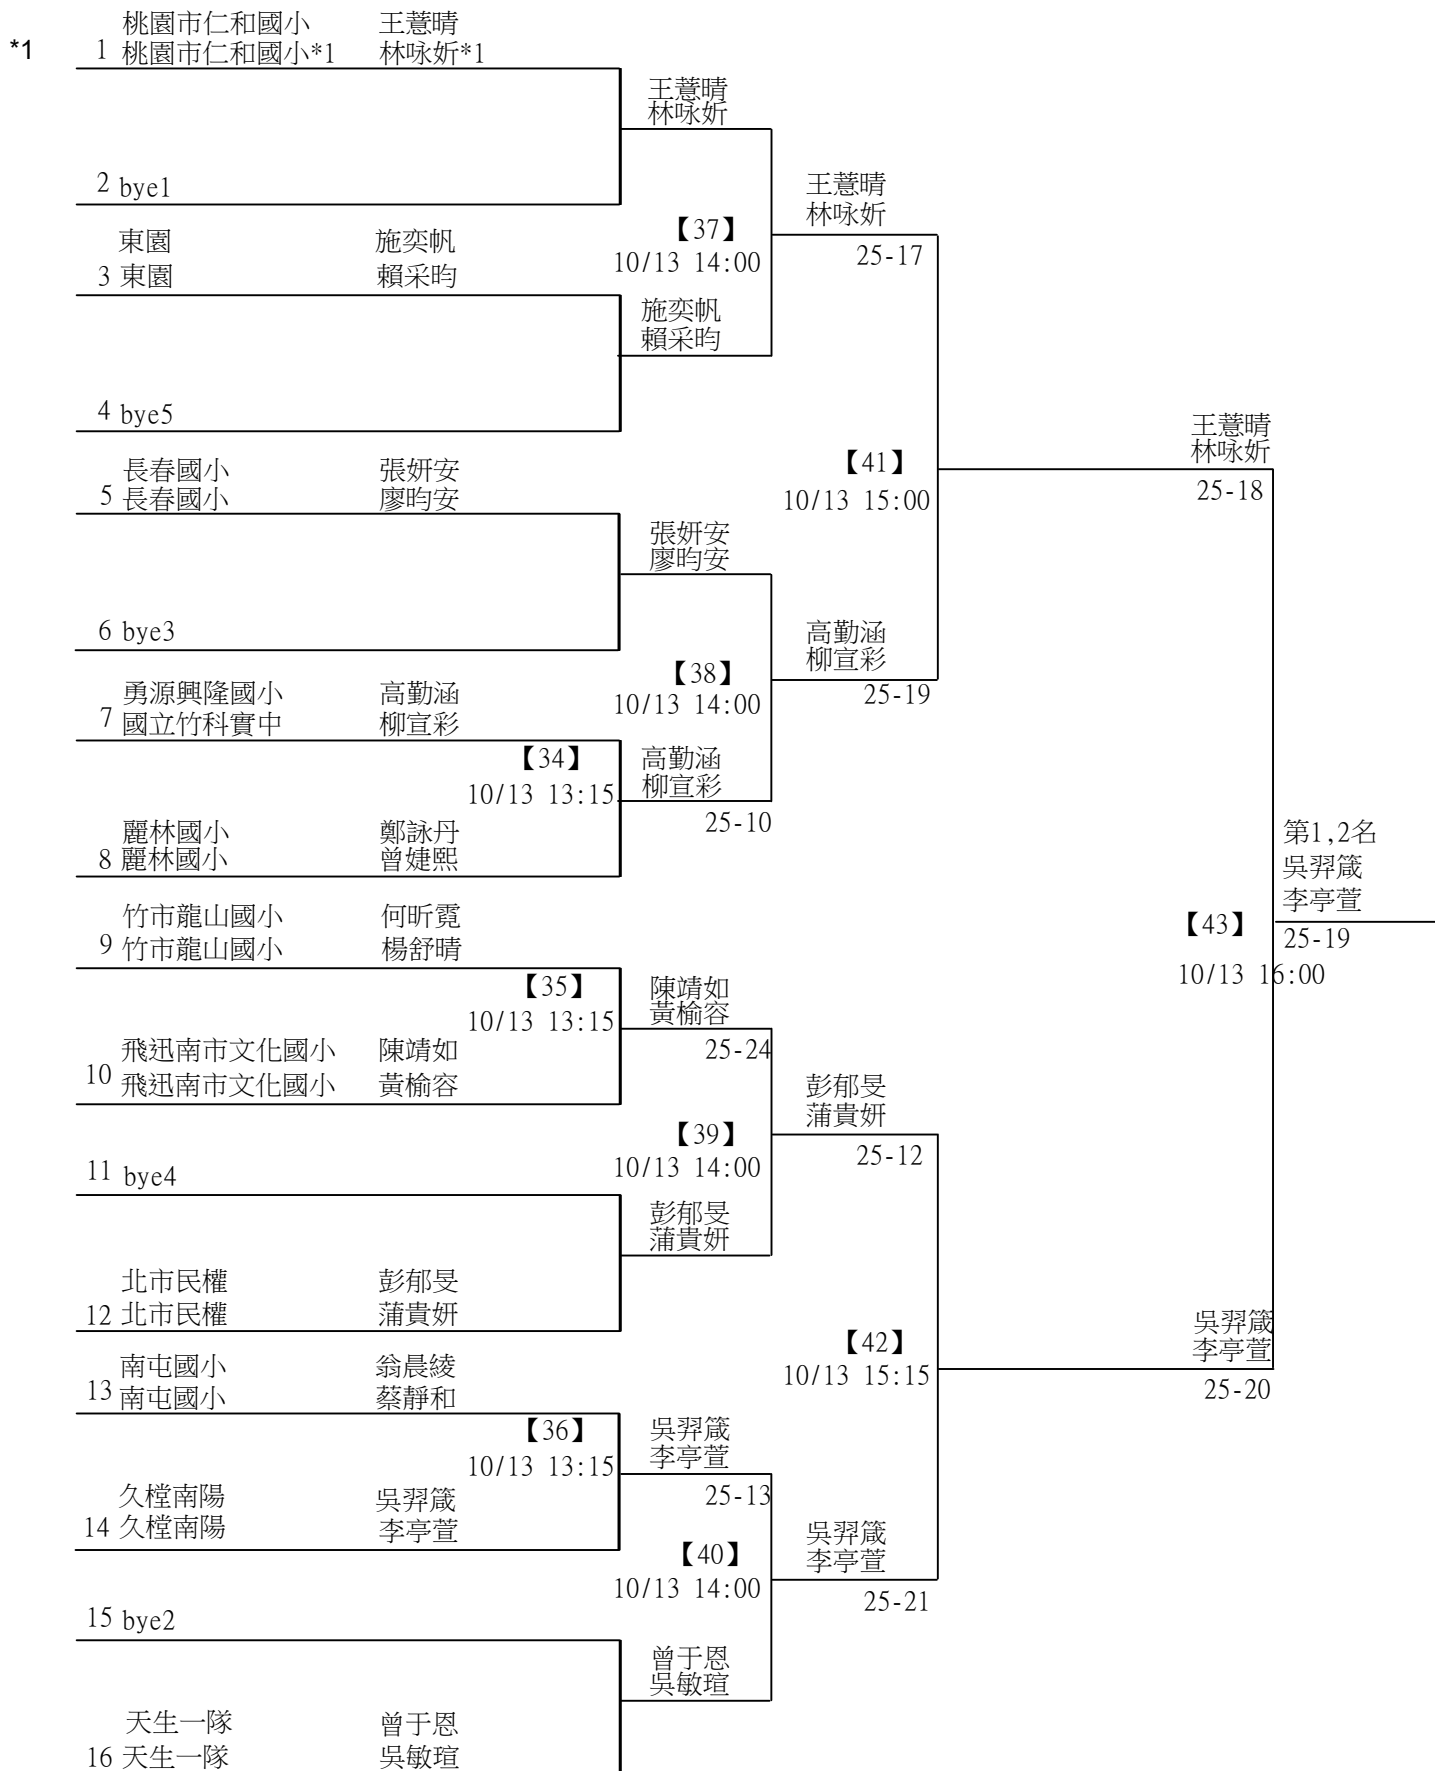 桃園市仁和國小 王薏晴
*1 1 桃園市仁和國小*1 林咏妡*1
王薏晴
林咏妡
2 bye1
王薏晴
林咏妡
東園 施奕帆
【37】
25-17
3 東園 賴采昀
10/13 14:00
施奕帆
賴采昀
4 bye5
王薏晴
林咏妡
長春國小 張妍安
【41】
5 長春國小 廖昀安
10/13 15:00
25-18
張妍安
廖昀安
6 bye3
高勤涵
柳宣彩
【38】
勇源興隆國小 高勤涵
10/13 14:00
25-19
7 國立竹科實中 柳宣彩
【34】
高勤涵
柳宣彩
10/13 13:15
25-10
麗林國小 鄭詠丹
第1,2名
8 麗林國小 曾婕熙
吳羿箴
李亭萱
竹市龍山國小 何昕霓
【43】
25-19
9 竹市龍山國小 楊舒晴
10/13 16:00
【35】
陳靖如
黃榆容
10/13 13:15
25-24
飛迅南市文化國小 陳靖如
10 飛迅南市文化國小 黃榆容
彭郁旻
蒲貴妍
【39】
25-12
10/13 14:00
11 bye4
彭郁旻
蒲貴妍
北市民權 彭郁旻
12 北市民權 蒲貴妍
吳羿箴
李亭萱
【42】
南屯國小 翁晨綾
10/13 15:15
25-20
13 南屯國小 蔡靜和
【36】
吳羿箴
李亭萱
10/13 13:15
25-13
久樘南陽 吳羿箴
14 久樘南陽 李亭萱
吳羿箴
李亭萱
【40】
10/13 14:00
25-21
15 bye2
曾于恩
吳敏瑄
天生一隊 曾于恩
16 天生一隊 吳敏瑄